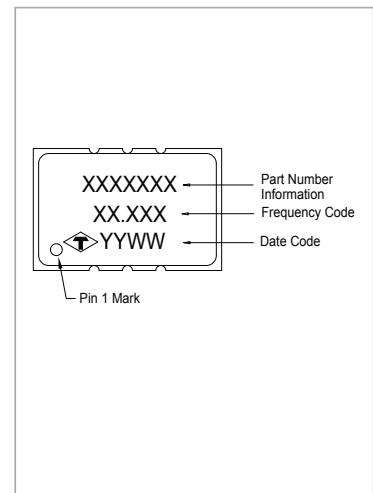 XXXXXXX
Part Number
Information
XX.XXX
Frequency Code
T YYWW
Date Code
Pin 1 Mark